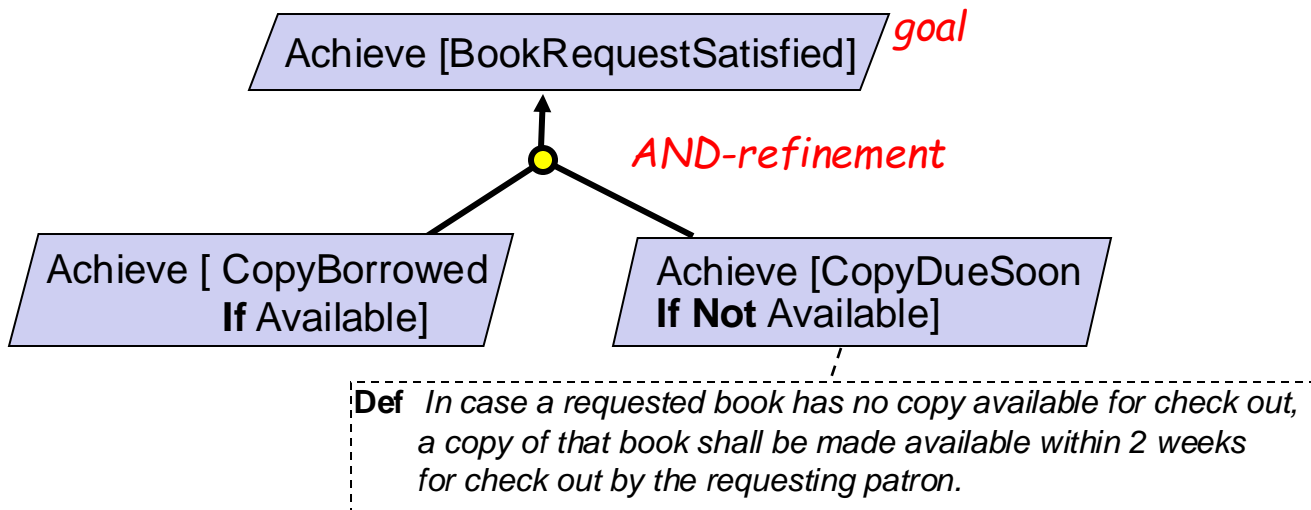 Achieve [BookRequestSatisfied]
goal
AND-refinement
Achieve [ CopyBorrowed
If Available]
Achieve [CopyDueSoon
If Not Available]
Def In case a requested book has no copy available for check out,
a copy of that book shall be made available within 2 weeks
for check out by the requesting patron.